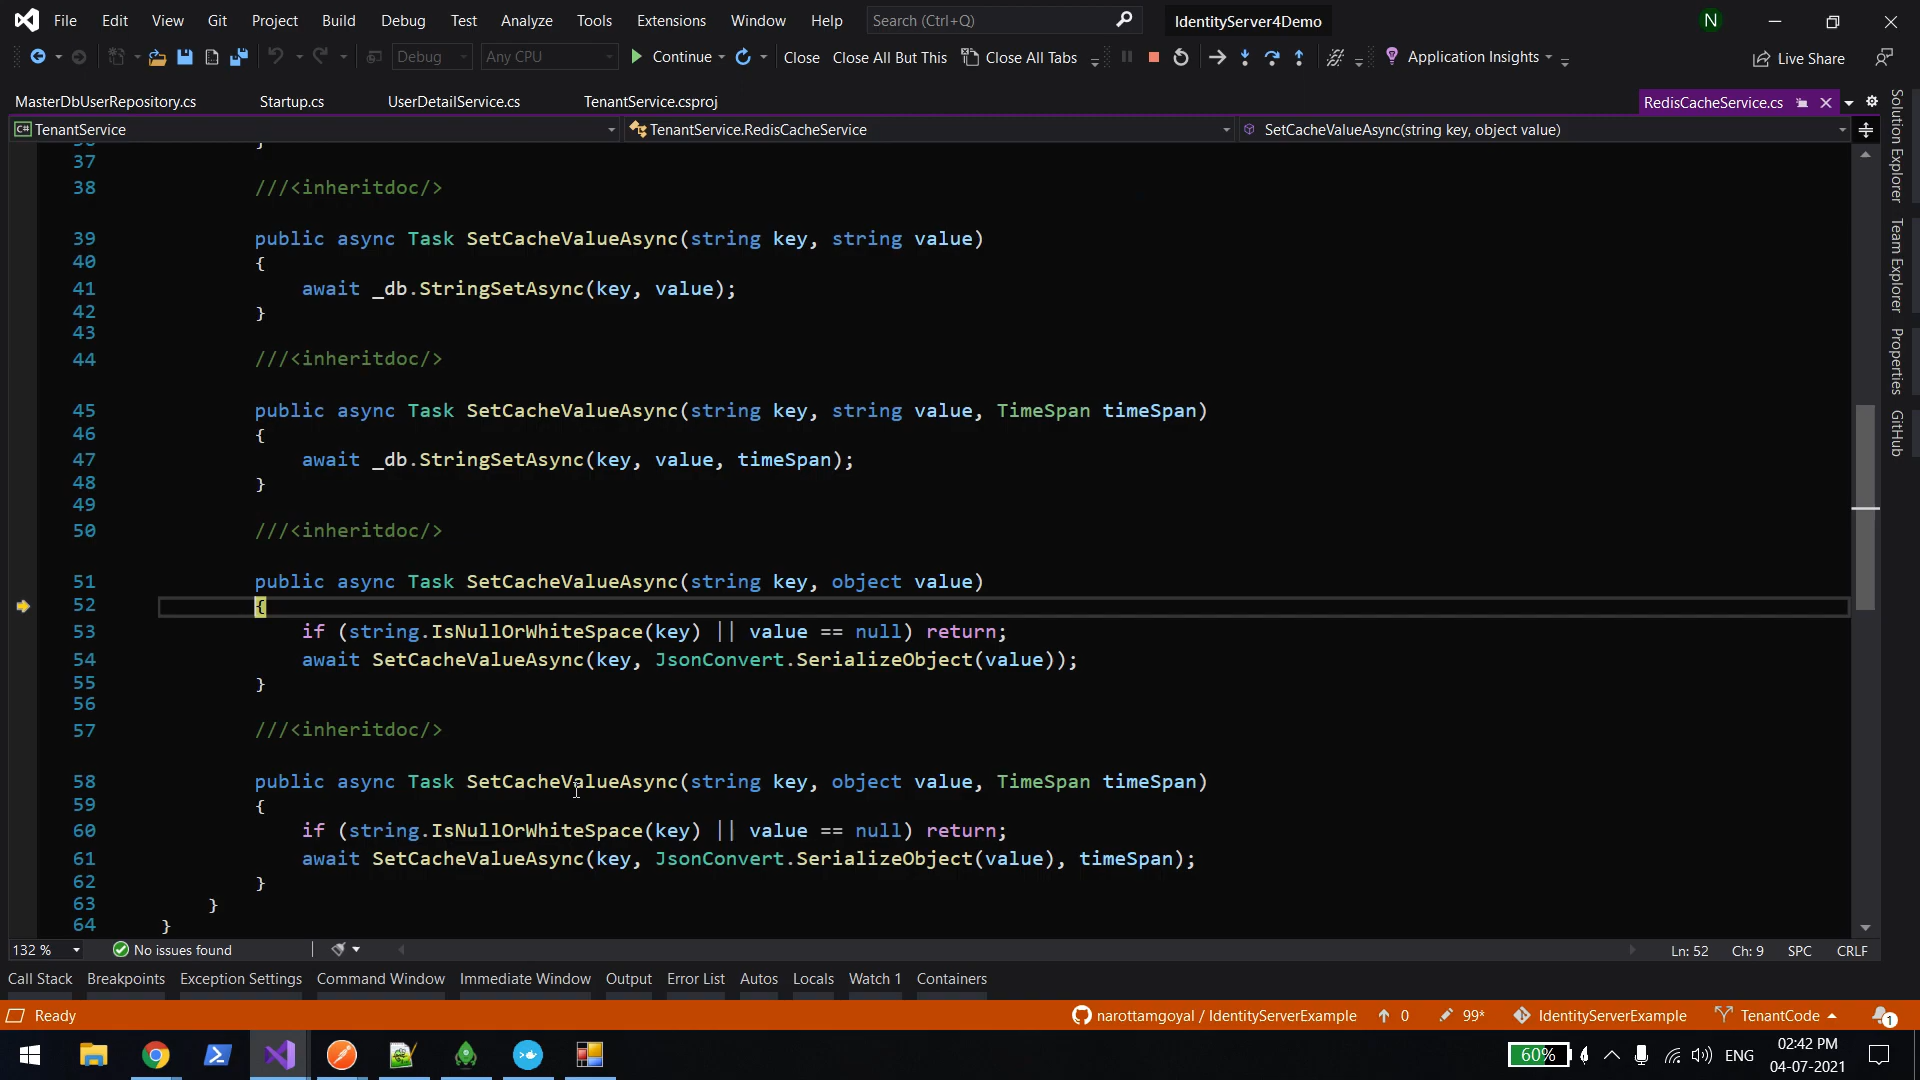 File Edit View Git Project Build Debug Test Analyze Tools Extensions Window Help Search (Ctrl+Q) IdentityServer4Demo N
Debug Any CPU Continue Close Close All But This Close All Tabs Application Insights Live Share
MasterDbUserRepository.cs Startup.cs UserDetailService.cs TenantService.csproj RedisCacheService.cs
C# TenantService TenantService.RedisCacheService SetCacheValueAsync(string key, object value)
36 }
37
38 ///<inheritdoc/>
39 public async Task SetCacheValueAsync(string key, string value)
40 {
41 await _db.StringSetAsync(key, value);
42 }
43
44 ///<inheritdoc/>
45 public async Task SetCacheValueAsync(string key, string value, TimeSpan timeSpan)
46 {
47 await _db.StringSetAsync(key, value, timeSpan);
48 }
49
50 ///<inheritdoc/>
51 public async Task SetCacheValueAsync(string key, object value)
52 {
53 if (string.IsNullOrWhiteSpace(key) || value == null) return;
54 await SetCacheValueAsync(key, JsonConvert.SerializeObject(value));
55 }
56
57 ///<inheritdoc/>
58 public async Task SetCacheValueAsync(string key, object value, TimeSpan timeSpan)
59 {
60 if (string.IsNullOrWhiteSpace(key) || value == null) return;
61 await SetCacheValueAsync(key, JsonConvert.SerializeObject(value), timeSpan);
62 }
63 }
64 }
Solution Explorer
Team Explorer
Properties
GitHub
132 % No issues found Ln: 52 Ch: 9 SPC CRLF
Call Stack Breakpoints Exception Settings Command Window Immediate Window Output Error List Autos Locals Watch 1 Containers
Ready narottamgoyal / IdentityServerExample 0 99* IdentityServerExample TenantCode 1
60% ENG 02:42 PM
04-07-2021